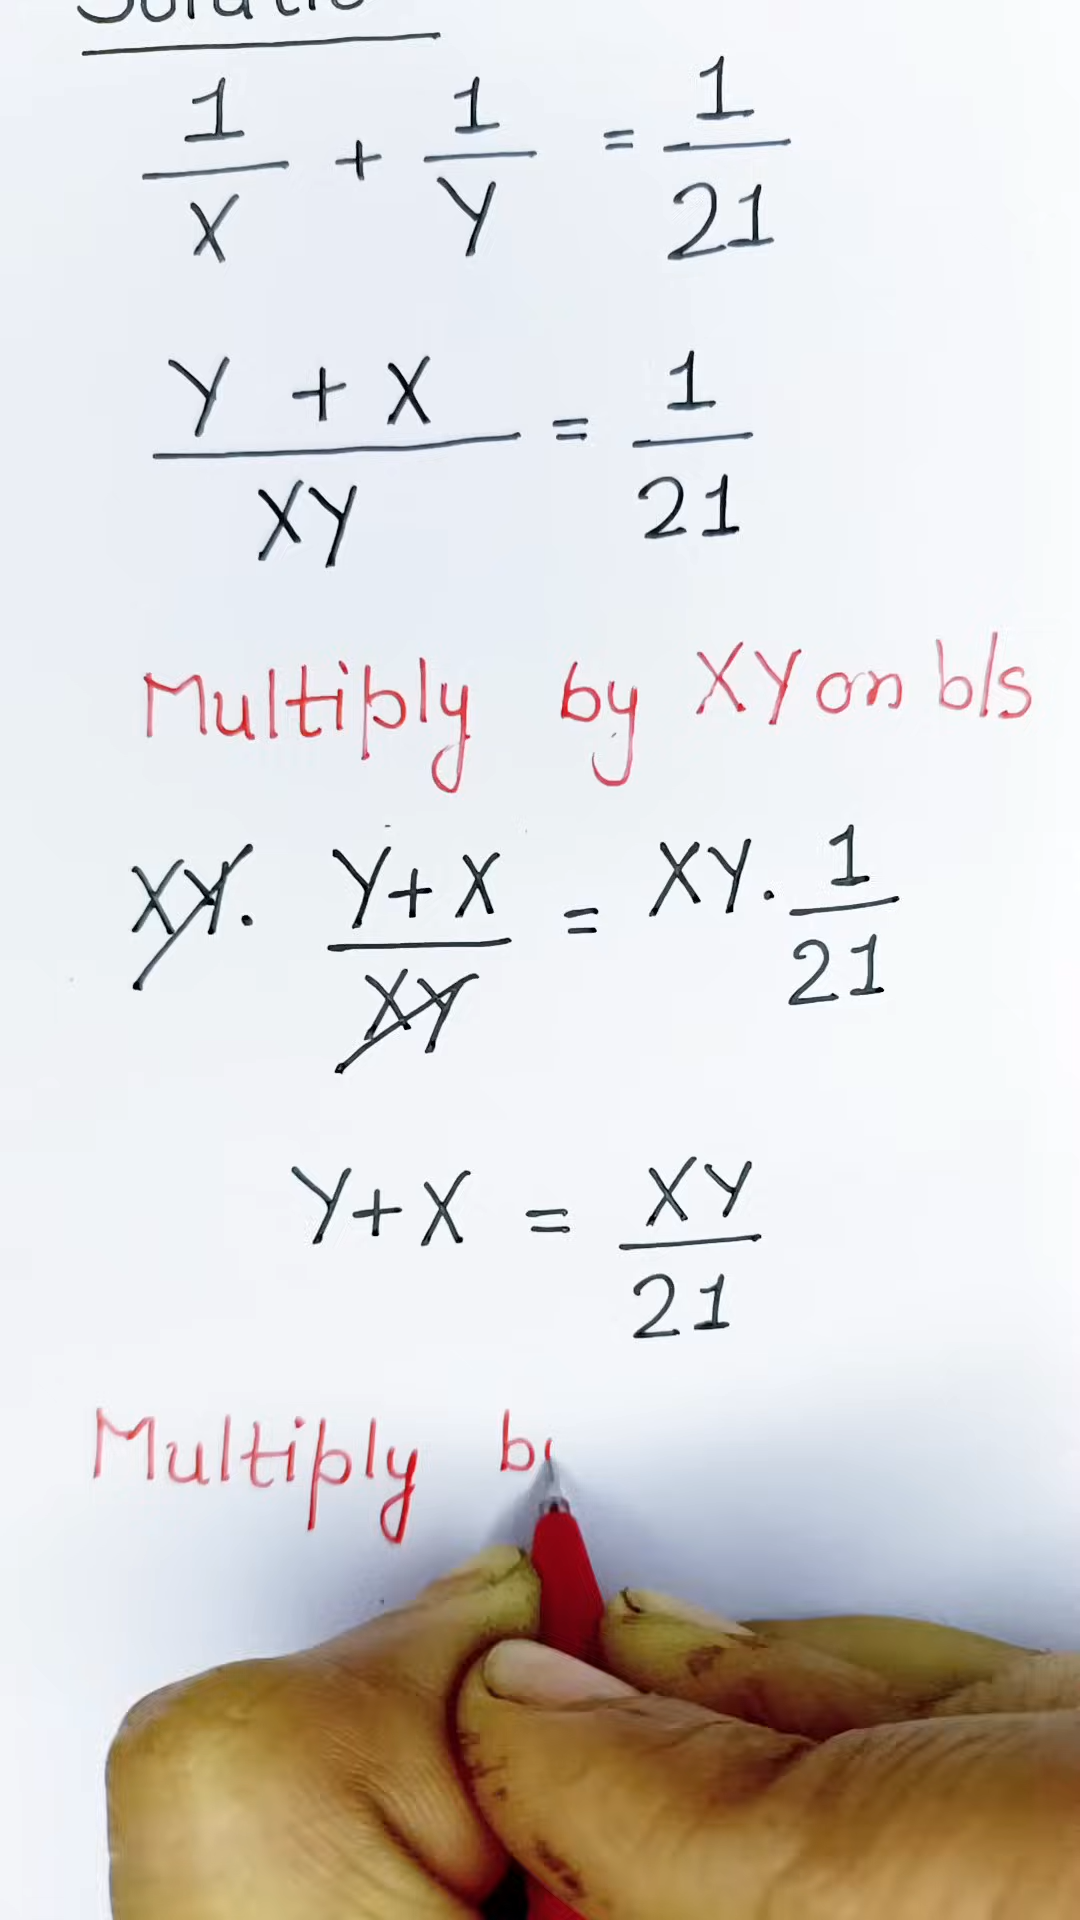 1/X + 1/Y = 1/21
Y + X / XY = 1/21
Multiply by XY on b/s
XY. Y+X / XY = XY. 1/21
Y+X = XY/21
Multiply